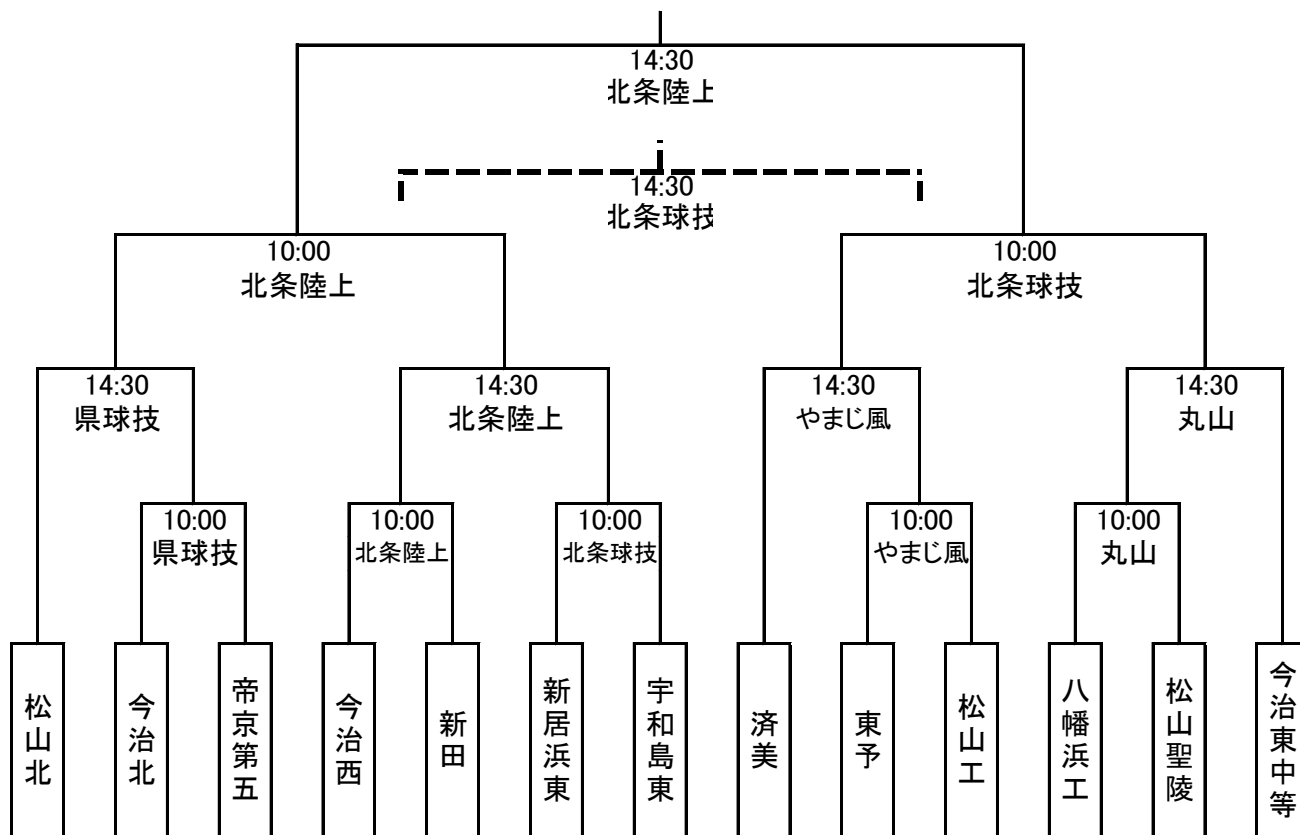 14:30
北条陸上
14:30
北条球技
10:00
北条陸上
10:00
北条球技
14:30
県球技
14:30
北条陸上
14:30
やまじ風
14:30
丸山
10:00
県球技
10:00
北条陸上
10:00
北条球技
10:00
やまじ風
10:00
丸山
松山北
今治北
帝京第五
今治西
新田
新居浜東
宇和島東
済美
東予
松山工
八幡浜工
松山聖陵
今治東中等